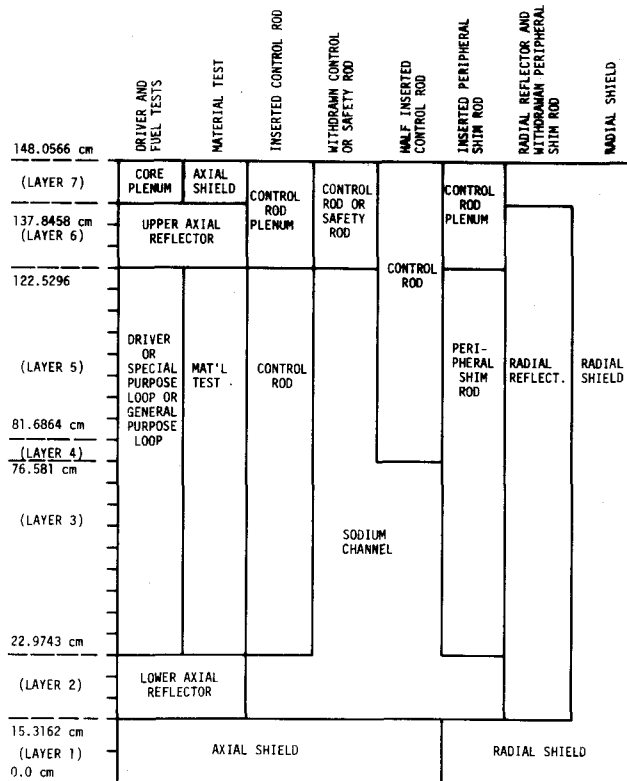 DRIVER AND
FUEL TESTS
MATERIAL TEST
INSERTED CONTROL ROD
WITHDRAWN CONTROL
OR SAFETY ROD
HALF INSERTED
CONTROL ROD
INSERTED PERIPHERAL
SHIM ROD
RADIAL REFLECTOR AND
WITHDRAWAN PERIPHERAL
SHIM ROD
RADIAL SHIELD
148.0566 cm
(LAYER 7)
137.8458 cm
(LAYER 6)
122.5296
(LAYER 5)
81.6864 cm
(LAYER 4)
76.581 cm
(LAYER 3)
22.9743 cm
(LAYER 2)
15.3162 cm
(LAYER 1)
0.0 cm
CORE
PLENUM
AXIAL
SHIELD
UPPER AXIAL
REFLECTOR
CONTROL
ROD
PLENUM
CONTROL
ROD OR
SAFETY
ROD
CONTROL
ROD
CONTROL
ROD
PLENUM
DRIVER
OR
SPECIAL
PURPOSE
LOOP OR
GENERAL
PURPOSE
LOOP
MAT'L
TEST
CONTROL
ROD
PERI-
PHERAL
SHIM
ROD
RADIAL
REFLECT.
RADIAL
SHIELD
SODIUM
CHANNEL
LOWER AXIAL
REFLECTOR
AXIAL SHIELD
RADIAL SHIELD